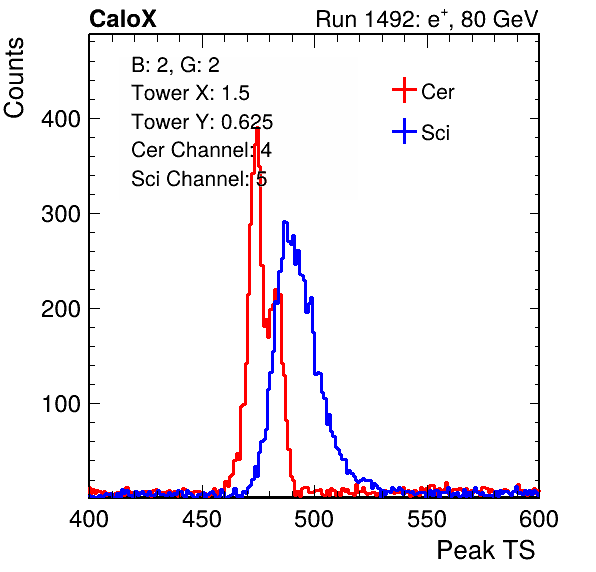 CaloX Run 1492: e⁺, 80 GeV
Counts
B: 2, G: 2
Tower X: 1.5
Tower Y: 0.625
Cer Channel: 4
Sci Channel: 5
Cer
Sci
400
300
200
100
400 450 500 550 600
Peak TS